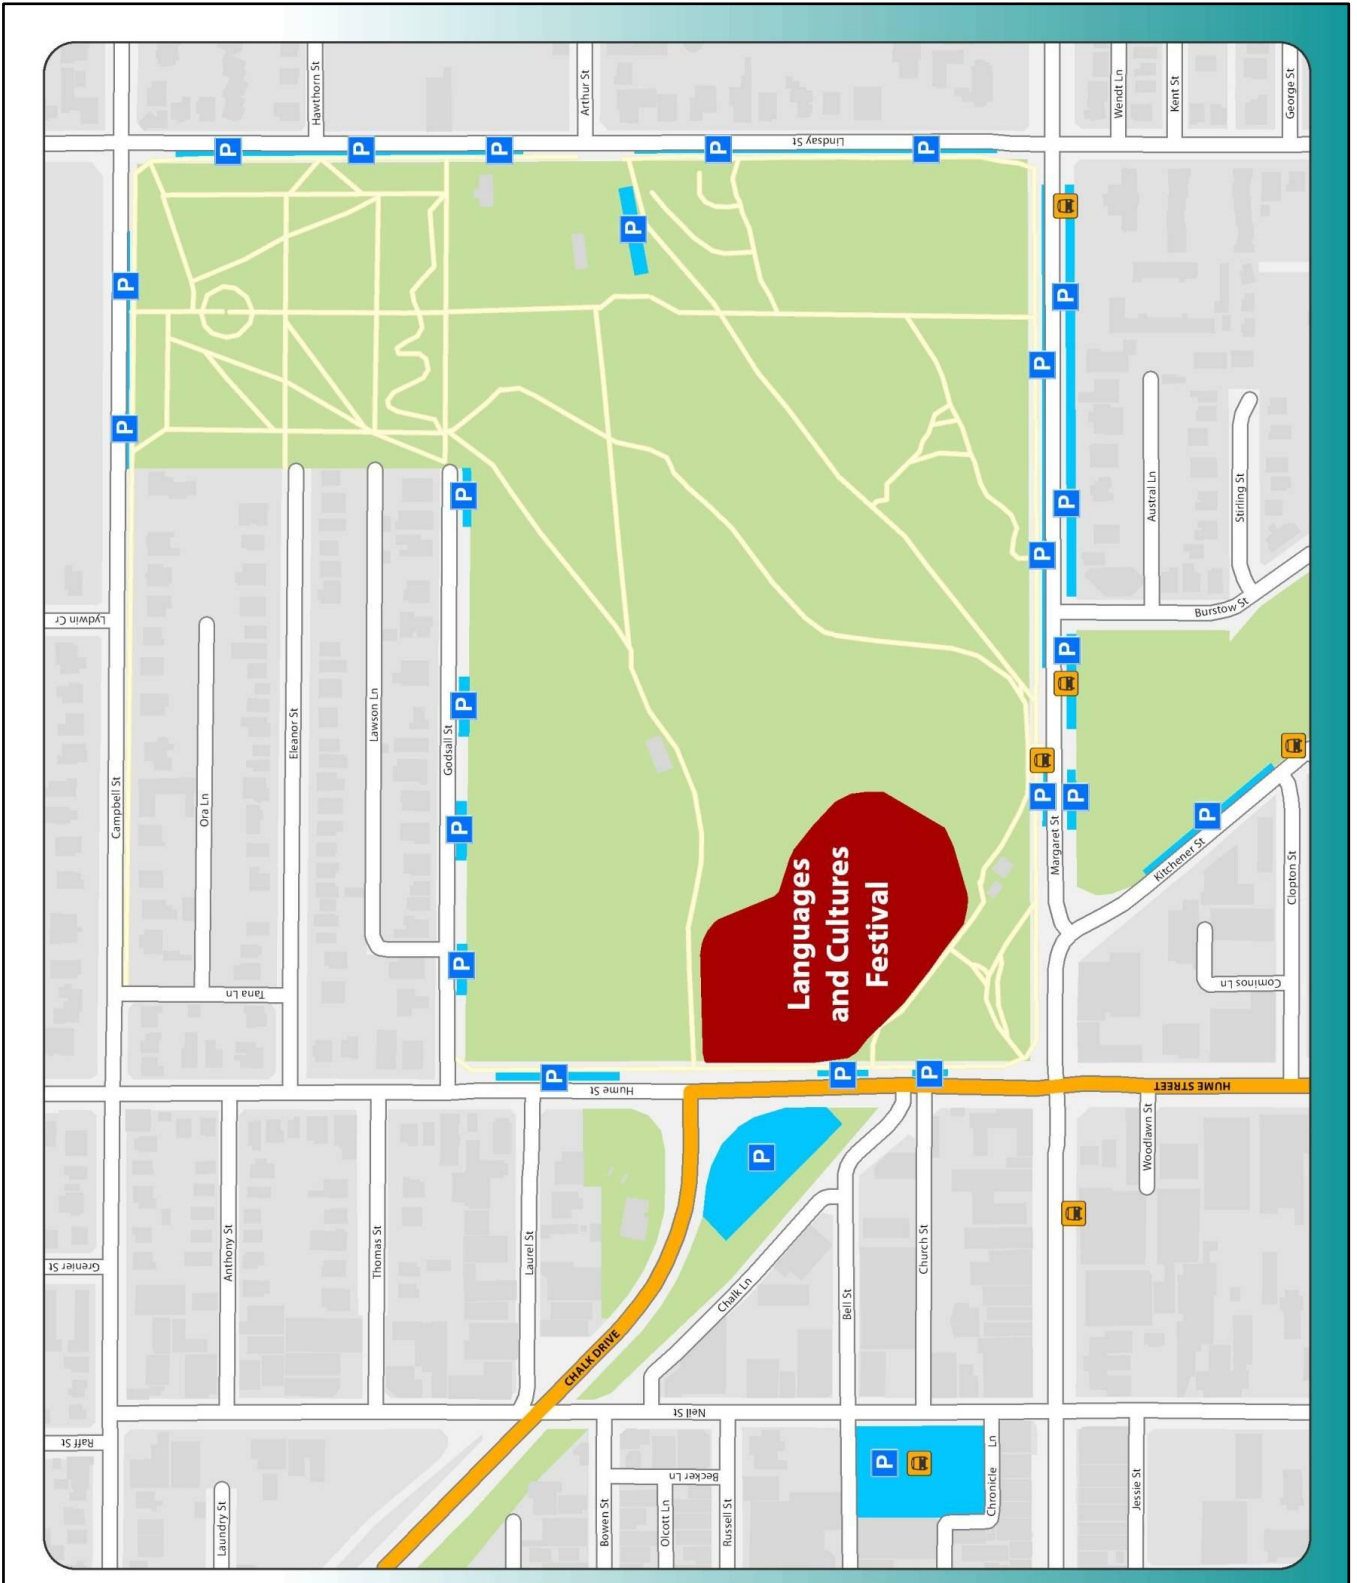 Hawthorn St
Arthur St
Wendt Ln
Kent St
George St
Lindsay St
P
P
P
P
P
P
P
P
P
P
P
P
P
P
Austral Ln
Stirling St
Burstow St
Lydwin Cr
Campbell St
Ora Ln
Eleanor St
Lawson Ln
Godsall St
P
P
P
P
P
P
P
Margaret St
Kitchener St
Clopton St
Cominos Ln
Languages
and Cultures
Festival
Tana Ln
P
P
P
Hume St
HUME STREET
P
Woodlawn St
Grenier St
Anthony St
Thomas St
Laurel St
CHALK DRIVE
Chalk Ln
Bell St
Church St
Neil St
Raff St
Laundry St
Bowen St
Becker Ln
Olcott Ln
Russell St
P
Chronicle Ln
Jessie St